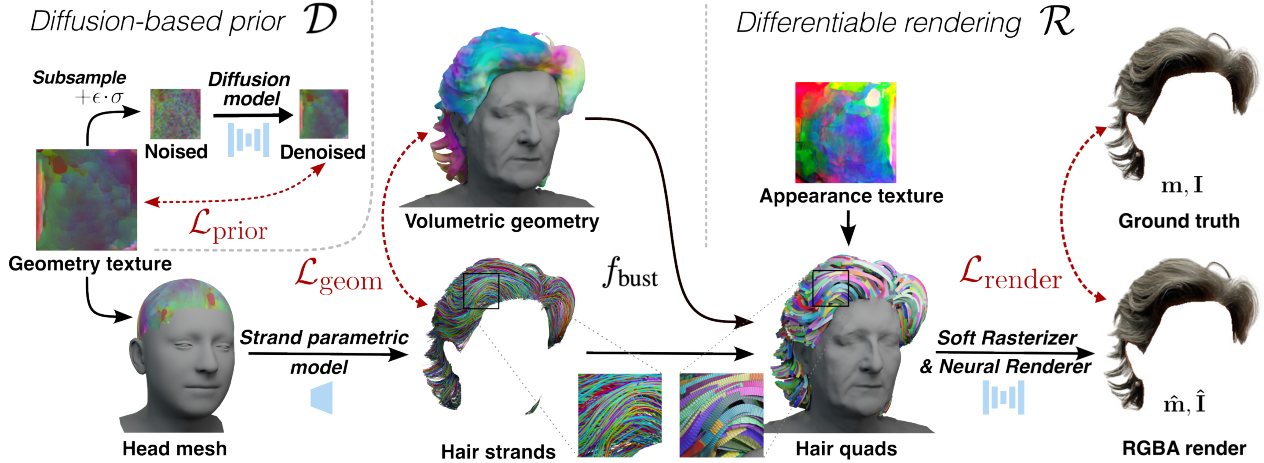 Diffusion-based prior 𝒟
Differentiable rendering ℛ
Subsample
+ϵ·σ
Diffusion
model
Noised
Denoised
ℒprior
Geometry texture
Volumetric geometry
Appearance texture
m, I
Ground truth
ℒgeom
fbust
ℒrender
Strand parametric
model
Soft Rasterizer
& Neural Renderer
m̂, Î
Head mesh
Hair strands
Hair quads
RGBA render